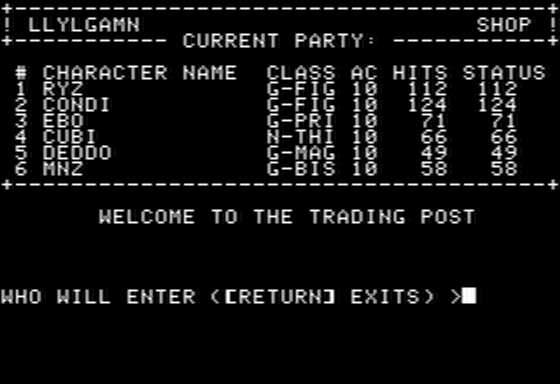 +--------------------------------------+
! LLYLGAMN                        SHOP !
+----------- CURRENT PARTY: -----------+
 # CHARACTER NAME  CLASS AC HITS STATUS
 1 RYZ             G-FIG 10  112  112
 2 CONDI           G-FIG 10  124  124
 3 EBO             G-PRI 10   71   71
 4 CUBI            N-THI 10   66   66
 5 DEDDO           G-MAG 10   49   49
 6 MNZ             G-BIS 10   58   58
+--------------------------------------+
WELCOME TO THE TRADING POST
WHO WILL ENTER ([RETURN] EXITS) >